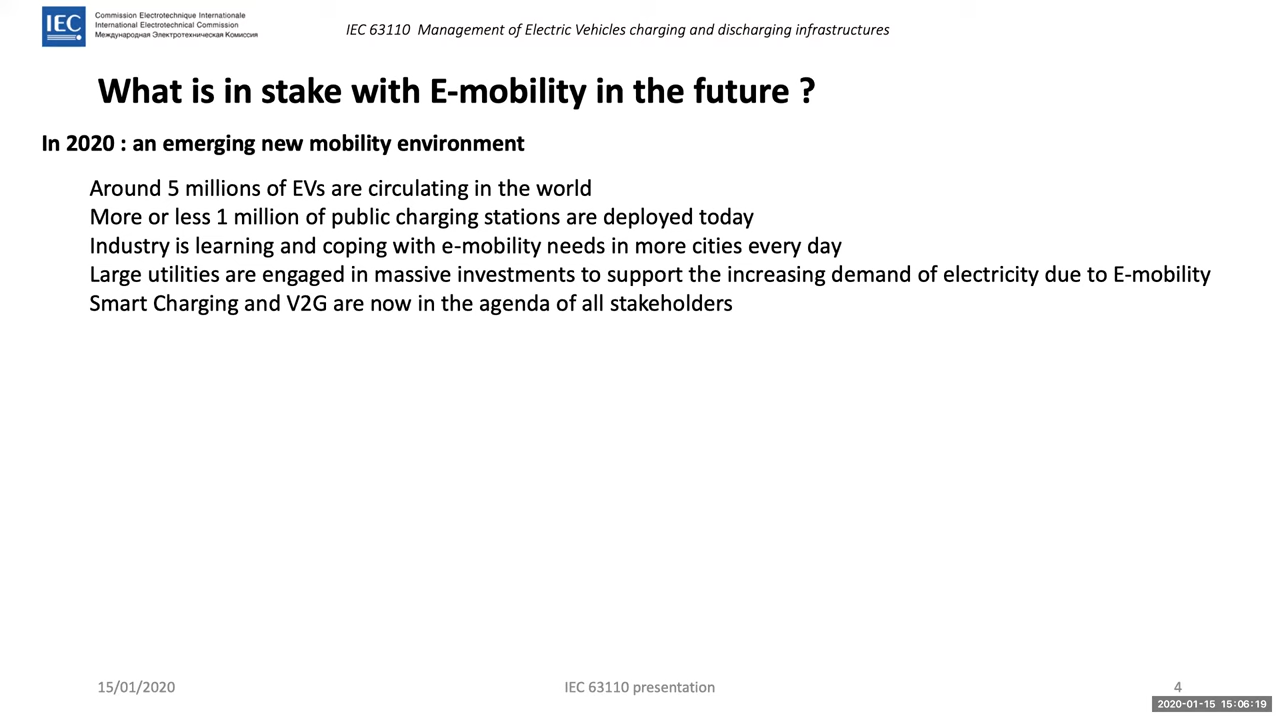 IEC
Commission Electrotechnique Internationale
International Electrotechnical Commission
Международная Электротехническая Комиссия
IEC 63110 Management of Electric Vehicles charging and discharging infrastructures
What is in stake with E-mobility in the future ?
In 2020 : an emerging new mobility environment
Around 5 millions of EVs are circulating in the world
More or less 1 million of public charging stations are deployed today
Industry is learning and coping with e-mobility needs in more cities every day
Large utilities are engaged in massive investments to support the increasing demand of electricity due to E-mobility
Smart Charging and V2G are now in the agenda of all stakeholders
15/01/2020
IEC 63110 presentation
4
2020-01-15 15:06:19